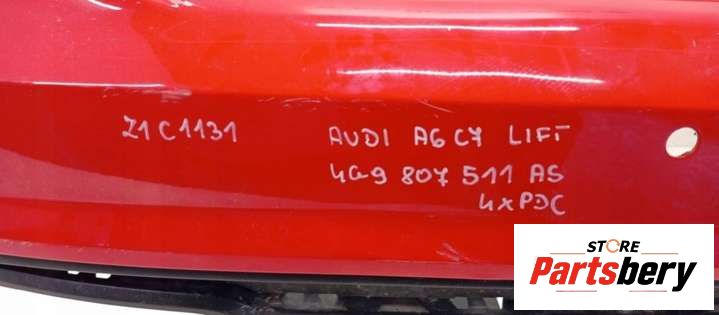 Z1C1131
AUDI A6 C7 LIFT
4G9 807 511 AS
4xPDC
STORE
Partsbery